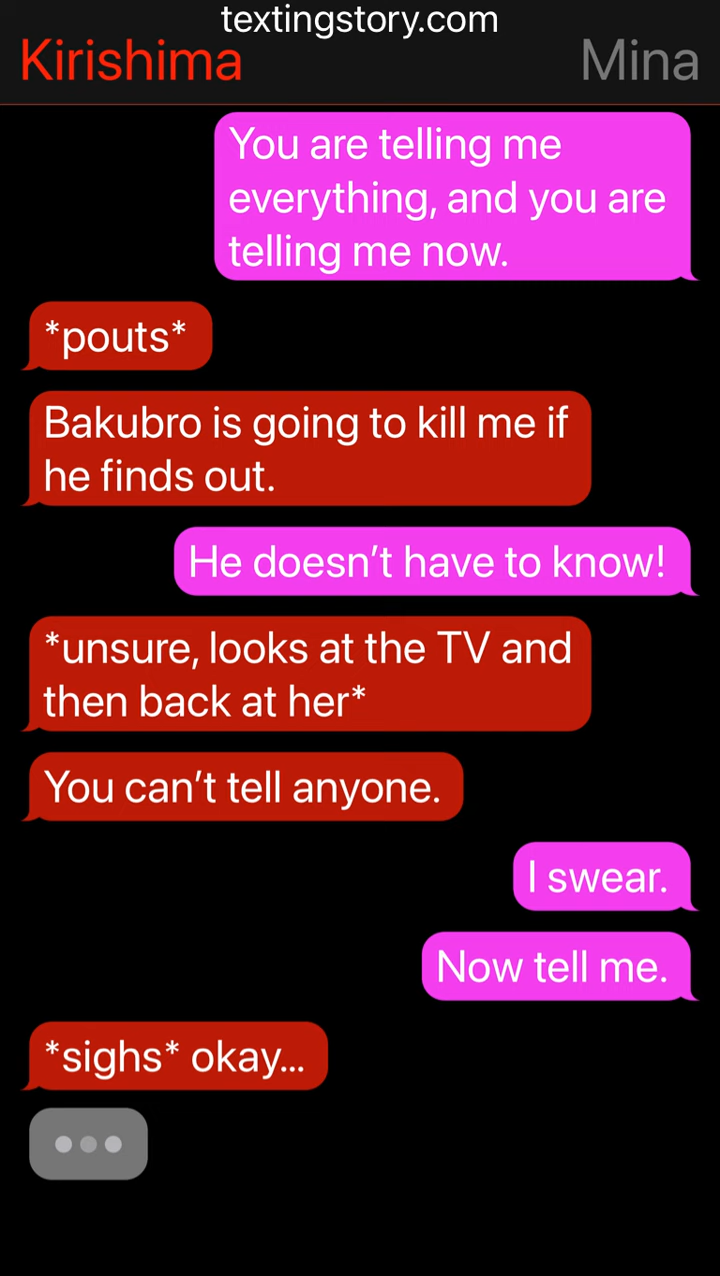 textingstory.com
Kirishima Mina
You are telling me
everything, and you are
telling me now.
*pouts*
Bakubro is going to kill me if
he finds out.
He doesn’t have to know!
*unsure, looks at the TV and
then back at her*
You can’t tell anyone.
I swear.
Now tell me.
*sighs* okay...